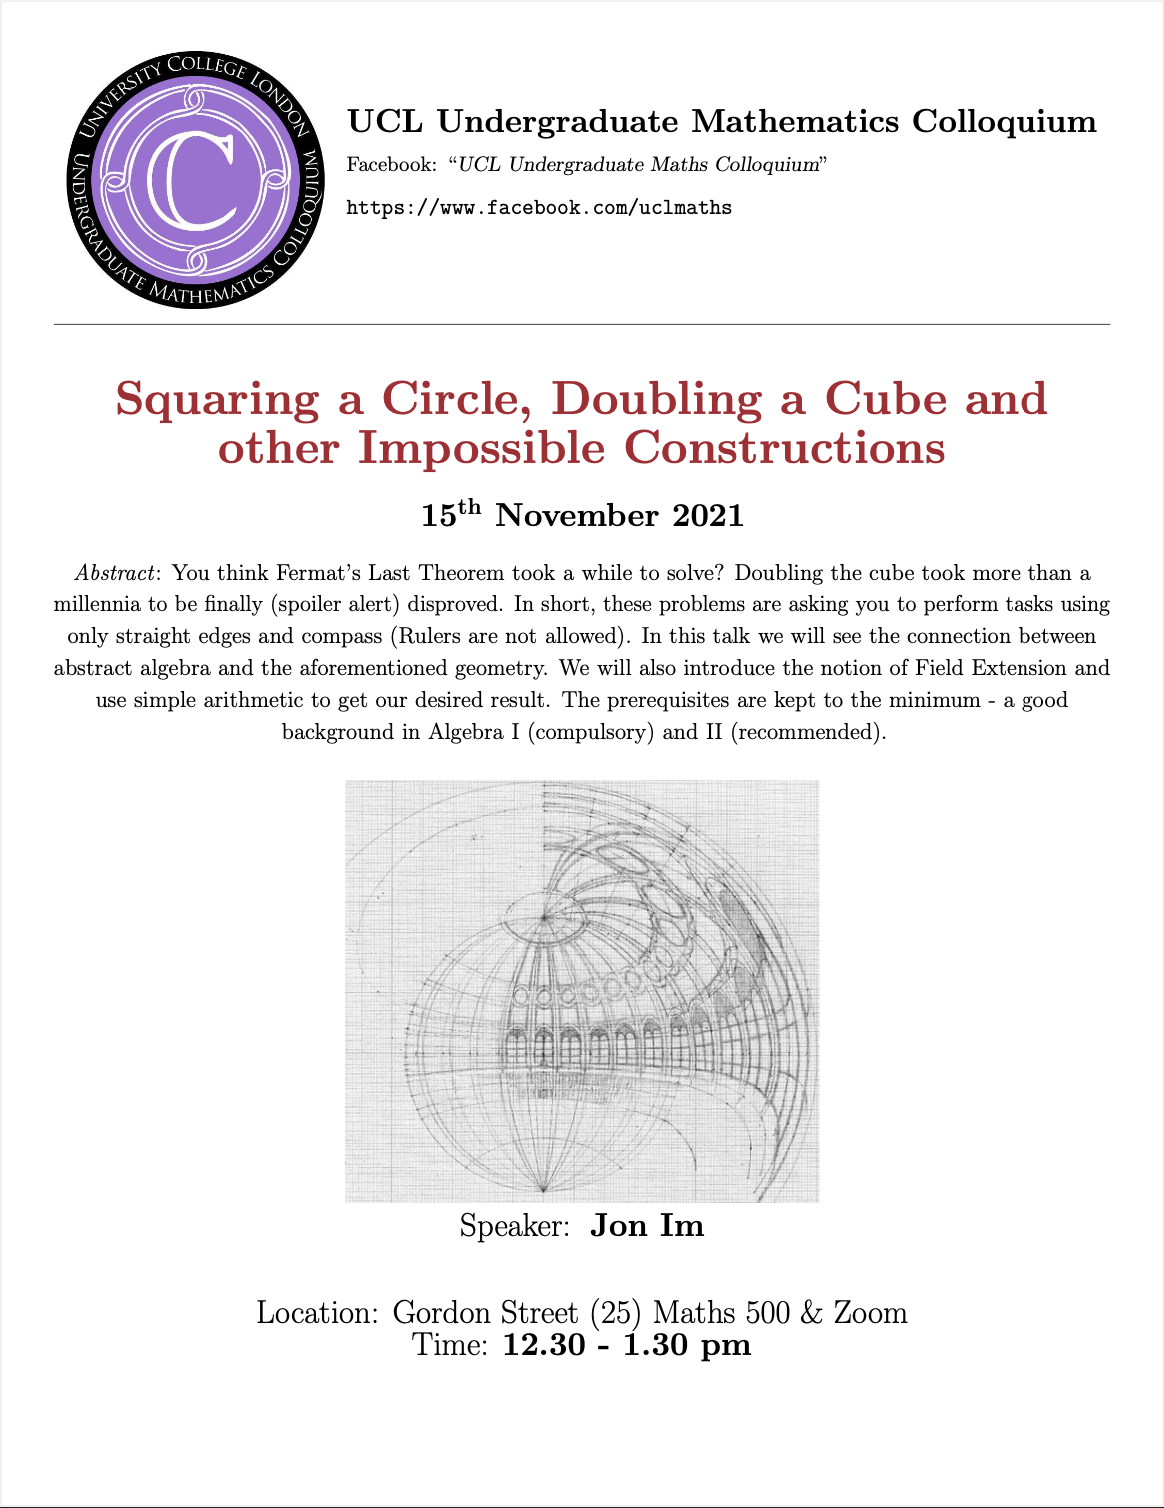 UNIVERSITY COLLEGE LONDON
UNDERGRADUATE MATHEMATICS COLLOQUIUM
C
UCL Undergraduate Mathematics Colloquium
Facebook: “UCL Undergraduate Maths Colloquium”
https://www.facebook.com/uclmaths
Squaring a Circle, Doubling a Cube and
other Impossible Constructions
15th November 2021
Abstract: You think Fermat’s Last Theorem took a while to solve? Doubling the cube took more than a
millennia to be finally (spoiler alert) disproved. In short, these problems are asking you to perform tasks using
only straight edges and compass (Rulers are not allowed). In this talk we will see the connection between
abstract algebra and the aforementioned geometry. We will also introduce the notion of Field Extension and
use simple arithmetic to get our desired result. The prerequisites are kept to the minimum - a good
background in Algebra I (compulsory) and II (recommended).
Speaker: Jon Im
Location: Gordon Street (25) Maths 500 & Zoom
Time: 12.30 - 1.30 pm